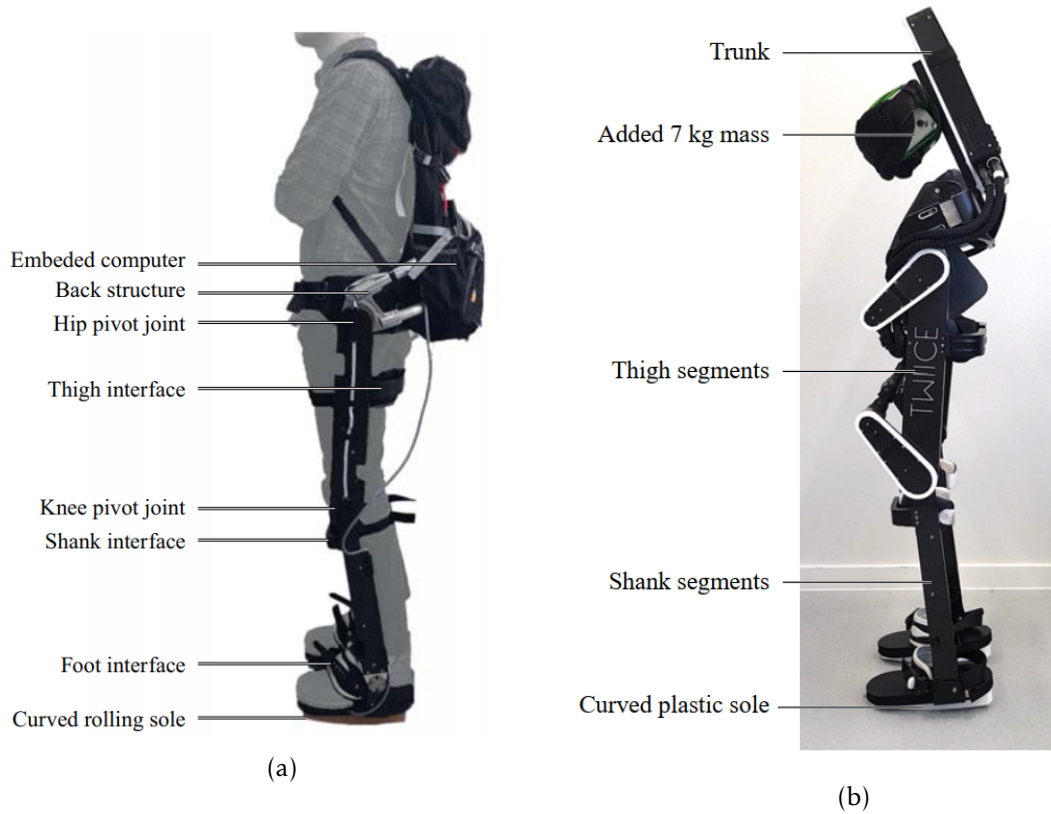 Embeded computer
Back structure
Hip pivot joint
Thigh interface
Knee pivot joint
Shank interface
Foot interface
Curved rolling sole
(a)
Trunk
Added 7 kg mass
Thigh segments
TWIICE
Shank segments
Curved plastic sole
(b)